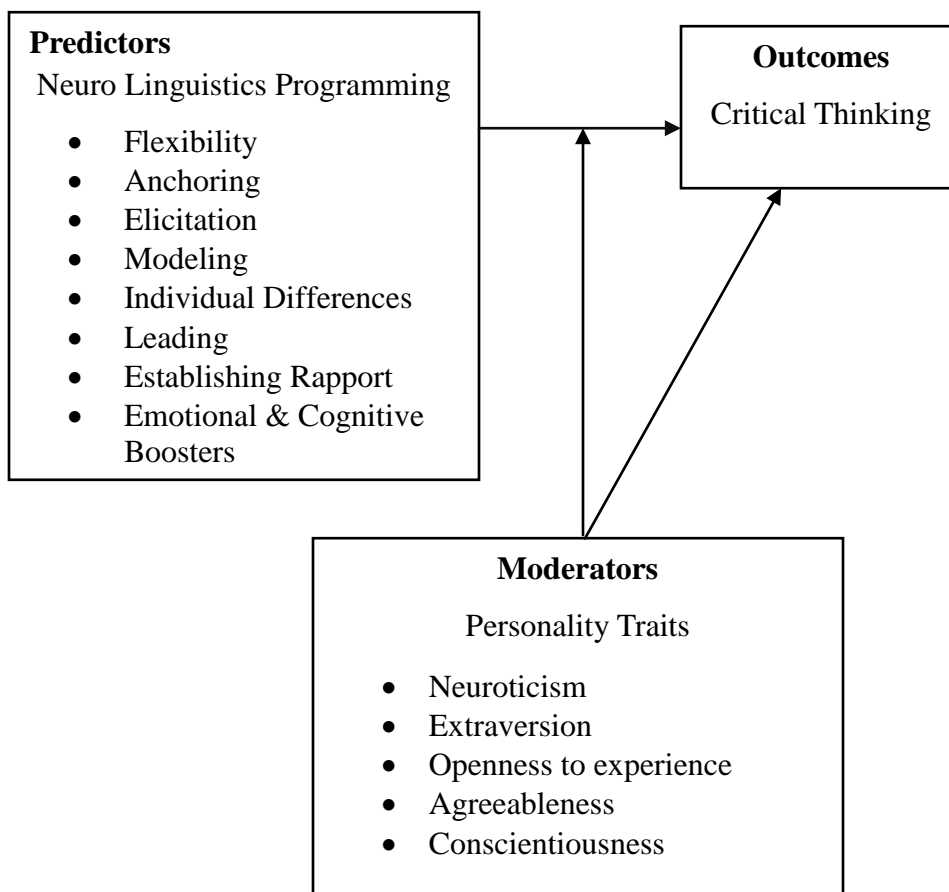 Predictors
Neuro Linguistics Programming
• Flexibility
• Anchoring
• Elicitation
• Modeling
• Individual Differences
• Leading
• Establishing Rapport
• Emotional & Cognitive
Boosters
Outcomes
Critical Thinking
Moderators
Personality Traits
• Neuroticism
• Extraversion
• Openness to experience
• Agreeableness
• Conscientiousness